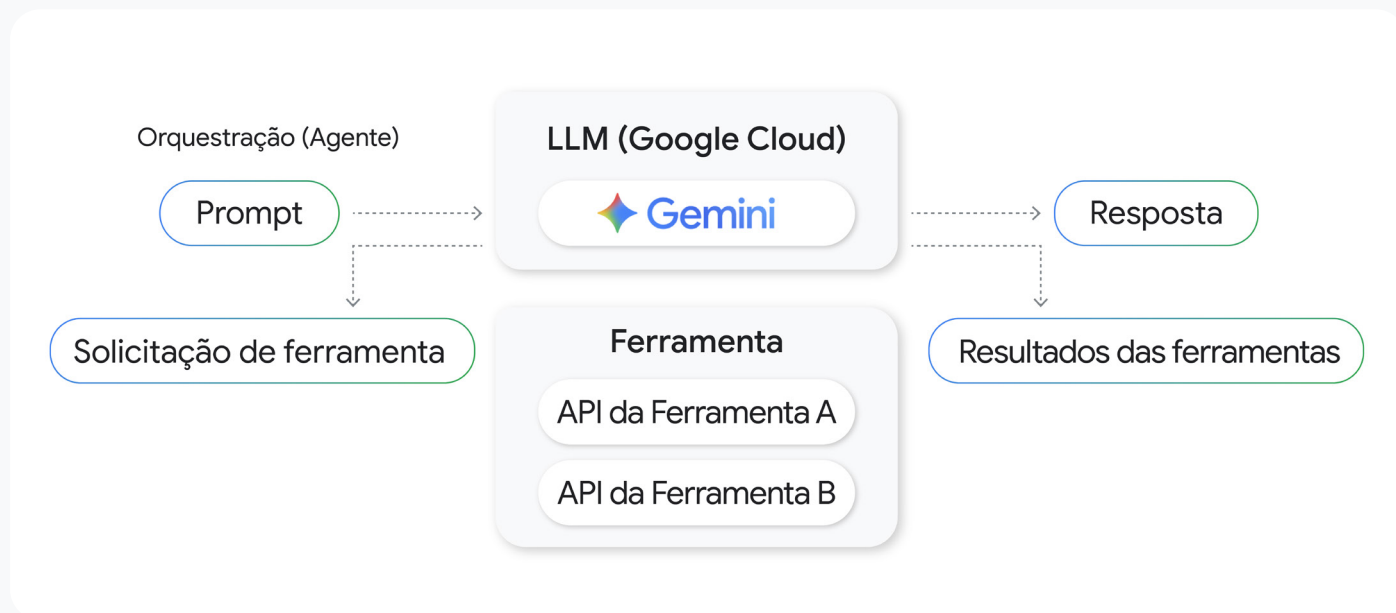 Orquestração (Agente)
Prompt
LLM (Google Cloud)
Gemini
Resposta
Solicitação de ferramenta
Ferramenta
API da Ferramenta A
API da Ferramenta B
Resultados das ferramentas